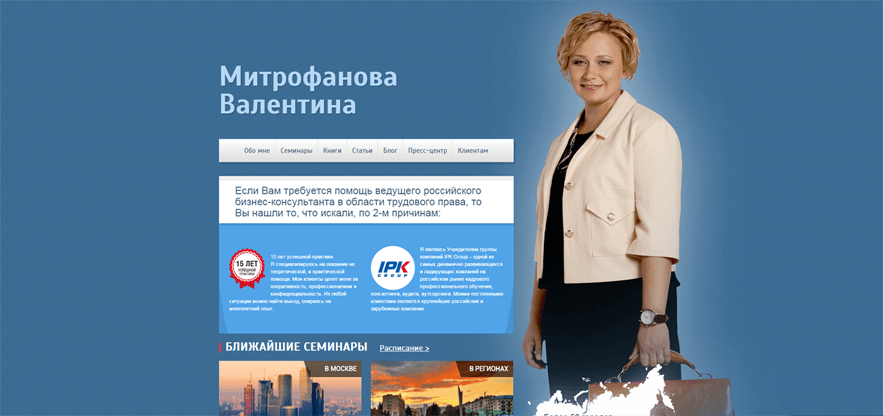 Митрофанова
Валентина
Обо мне Семинары Книги Статьи Блог Пресс-центр Клиентам
Если Вам требуется помощь ведущего российского
бизнес-консультанта в области трудового права, то
Вы нашли то, что искали, по 2-м причинам:
15 ЛЕТ
УСПЕШНОЙ
ПРАКТИКИ
15 лет успешной практики.
Я специализируюсь на оказании не
теоретической, а практической
помощи. Мои клиенты ценят меня за
оперативность, профессионализм и
конфиденциальность. Из любой
ситуации можно найти выход, опираясь на
многолетний опыт.
IPK
GROUP
Я являюсь Учредителем группы
компаний IPK Group – одной из
самых динамично развивающихся
и лидирующих компаний на
российском рынке кадрового
профессионального обучения,
консалтинга, аудита, аутсорсинга. Моими постоянными
клиентами являются крупнейшие российские и
зарубежные компании.
БЛИЖАЙШИЕ СЕМИНАРЫ Расписание >
В МОСКВЕ
В РЕГИОНАХ